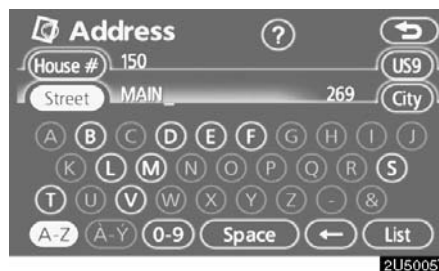 Address ?
House # 150 US9
Street MAIN_ 269 City
A B C D E F G H I J
K L M N O P Q R S
T U V W X Y Z - &
A-Z À-Ý 0-9 Space ← List
2U5005